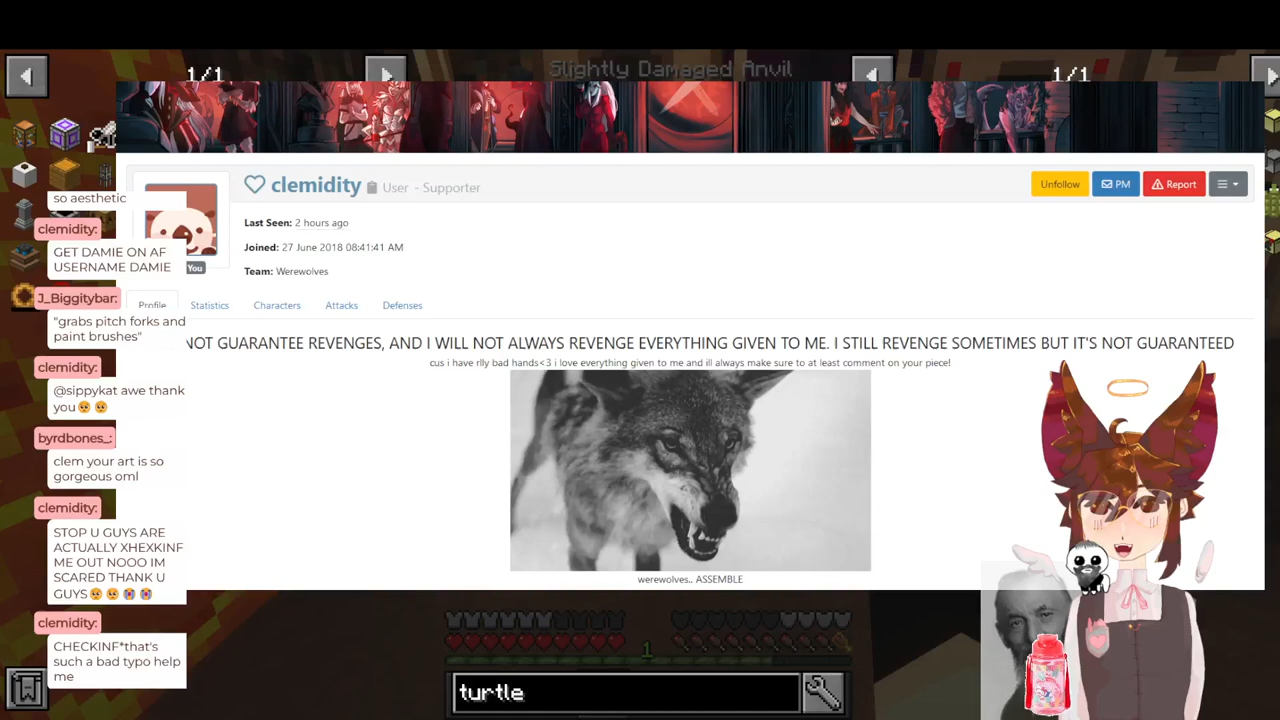 Slightly Damaged Anvil
1/1
1/1
clemidity User - Supporter
Unfollow
PM
Report
Last Seen: 2 hours ago
Joined: 27 June 2018 08:41:41 AM
Team: Werewolves
You
Profile
Statistics
Characters
Attacks
Defenses
NOT GUARANTEE REVENGES, AND I WILL NOT ALWAYS REVENGE EVERYTHING GIVEN TO ME. I STILL REVENGE SOMETIMES BUT IT'S NOT GUARANTEED
cus i have rlly bad hands<3 i love everything given to me and ill always make sure to at least comment on your piece!
werewolves.. ASSEMBLE
so aesthetic
clemidity:
GET DAMIE ON AF
USERNAME DAMIE
J_Biggitybar:
"grabs pitch forks and
paint brushes"
clemidity:
@sippykat awe thank
you🥺 🥺
byrdbones_:
clem your art is so
gorgeous oml
clemidity:
STOP U GUYS ARE
ACTUALLY XHEXKINF
ME OUT NOOO IM
SCARED THANK U
GUYS🥺 🥺 😭 😭
clemidity:
CHECKINF*that's
such a bad typo help
me
1
turtle